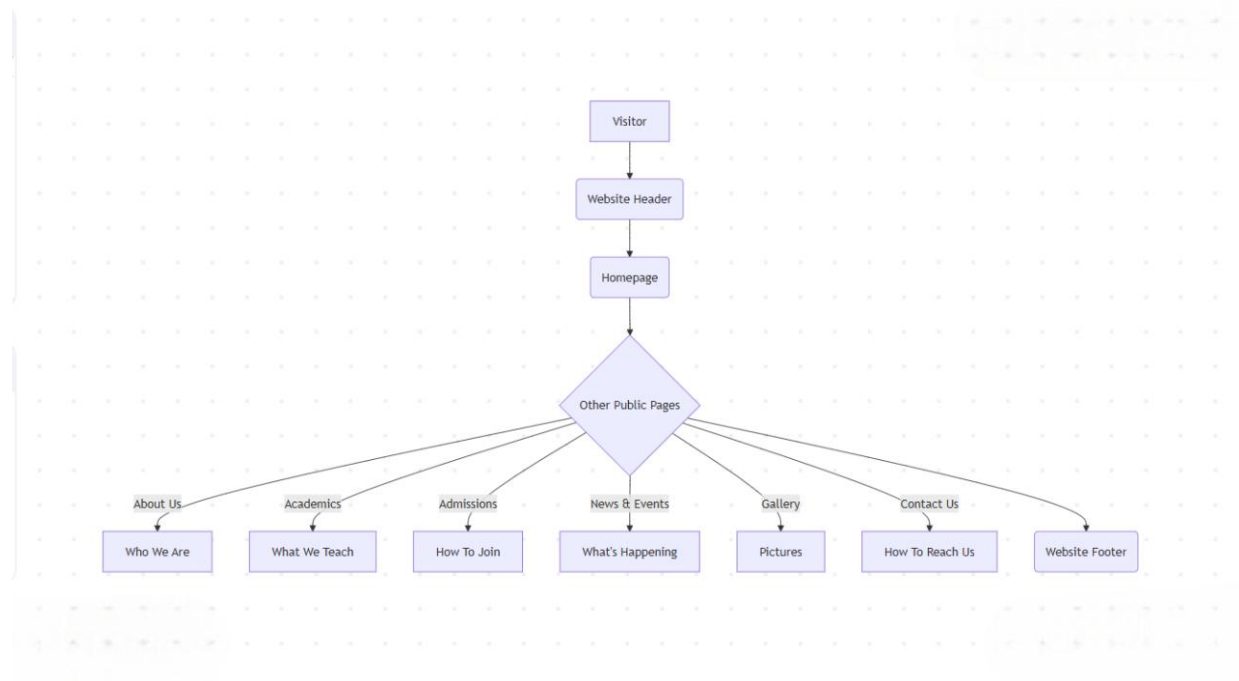 Visitor
Website Header
Homepage
Other Public Pages
About Us
Academics
Admissions
News & Events
Gallery
Contact Us
Who We Are
What We Teach
How To Join
What's Happening
Pictures
How To Reach Us
Website Footer